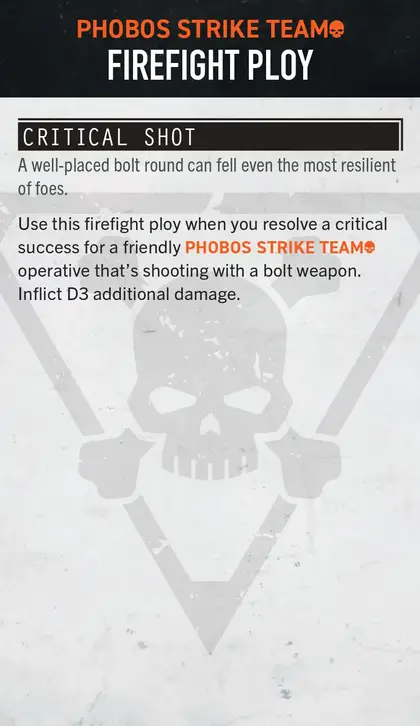 PHOBOS STRIKE TEAM
FIREFIGHT PLOY
CRITICAL SHOT
A well-placed bolt round can fell even the most resilient
of foes.
Use this firefight ploy when you resolve a critical
success for a friendly PHOBOS STRIKE TEAM
operative that's shooting with a bolt weapon.
Inflict D3 additional damage.